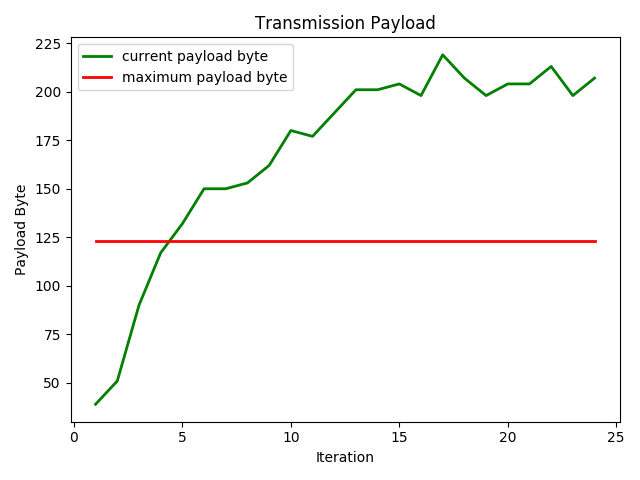 Transmission Payload
current payload byte
maximum payload byte
225
200
175
150
125
100
75
50
Payload Byte
0 5 10 15 20 25
Iteration